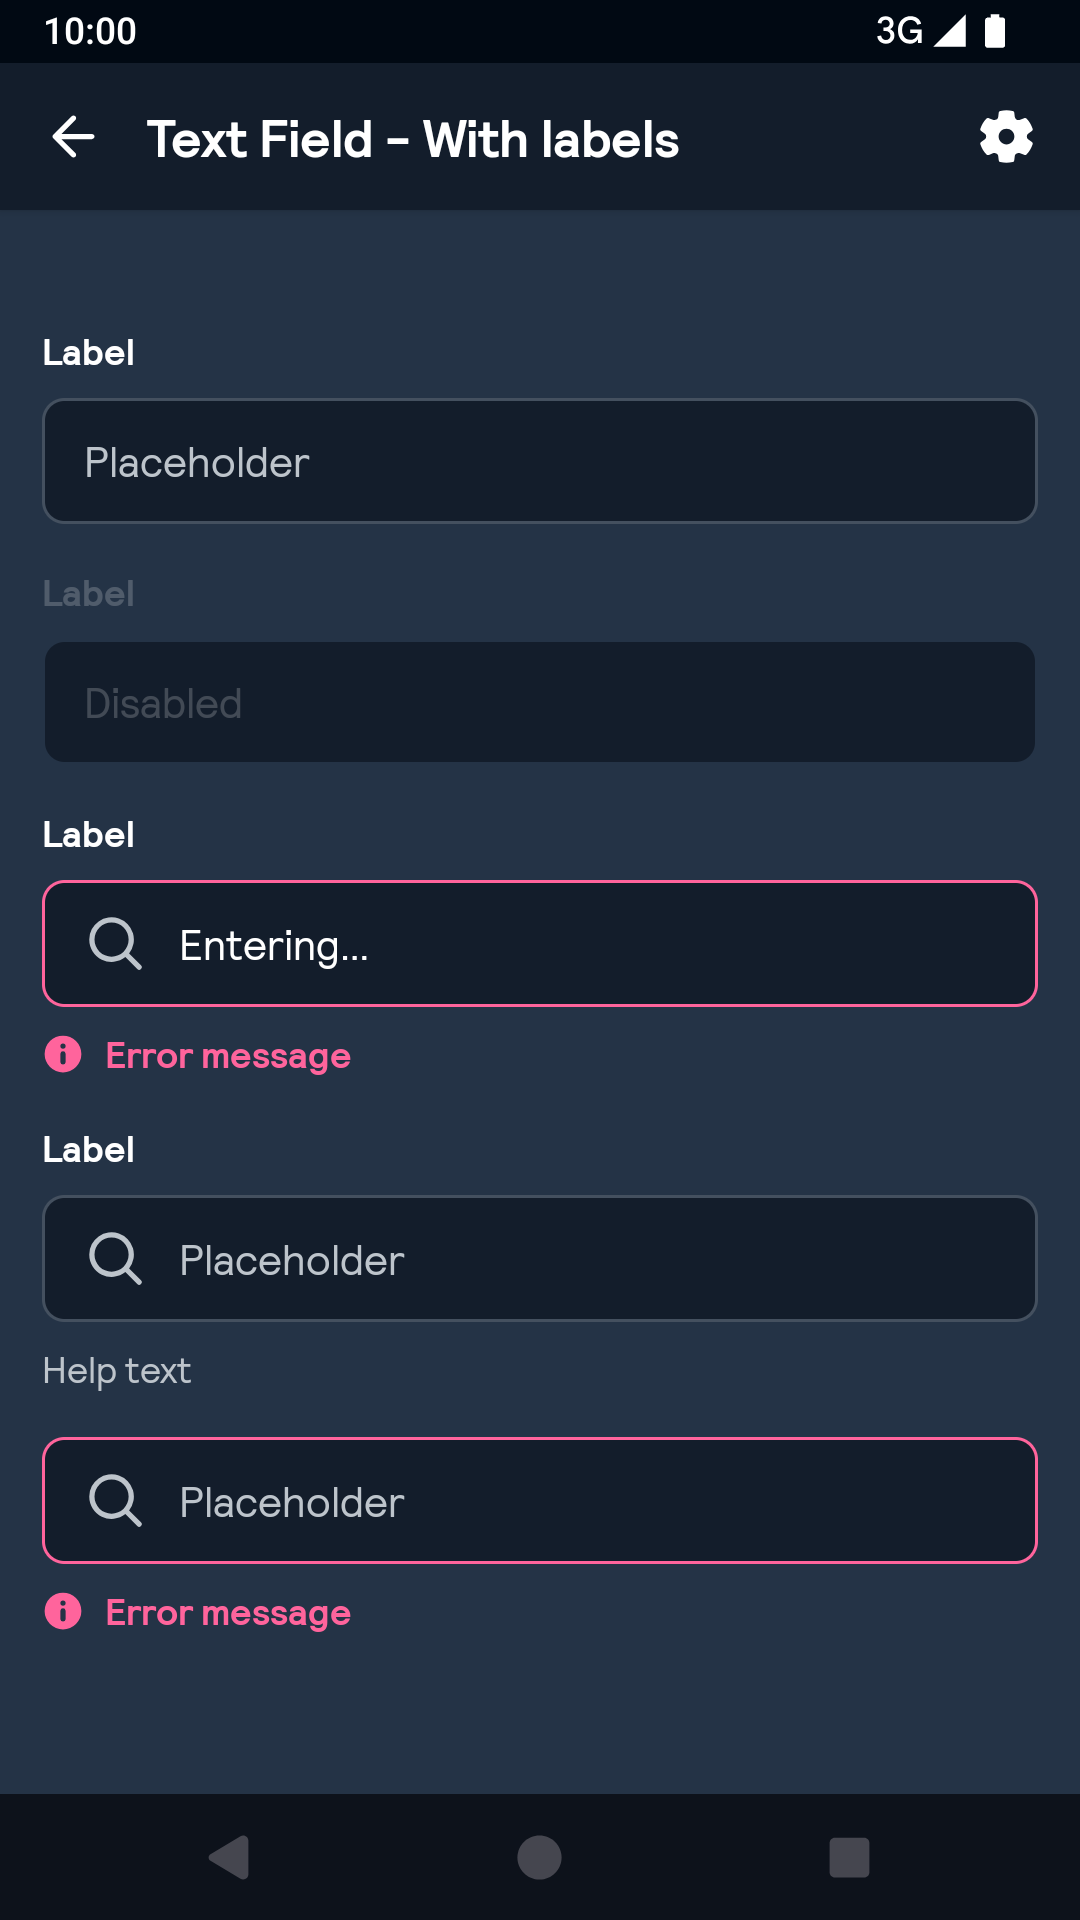 10:00
3G
Text Field - With labels
Label
Placeholder
Label
Disabled
Label
Entering...
Error message
Label
Placeholder
Help text
Placeholder
Error message